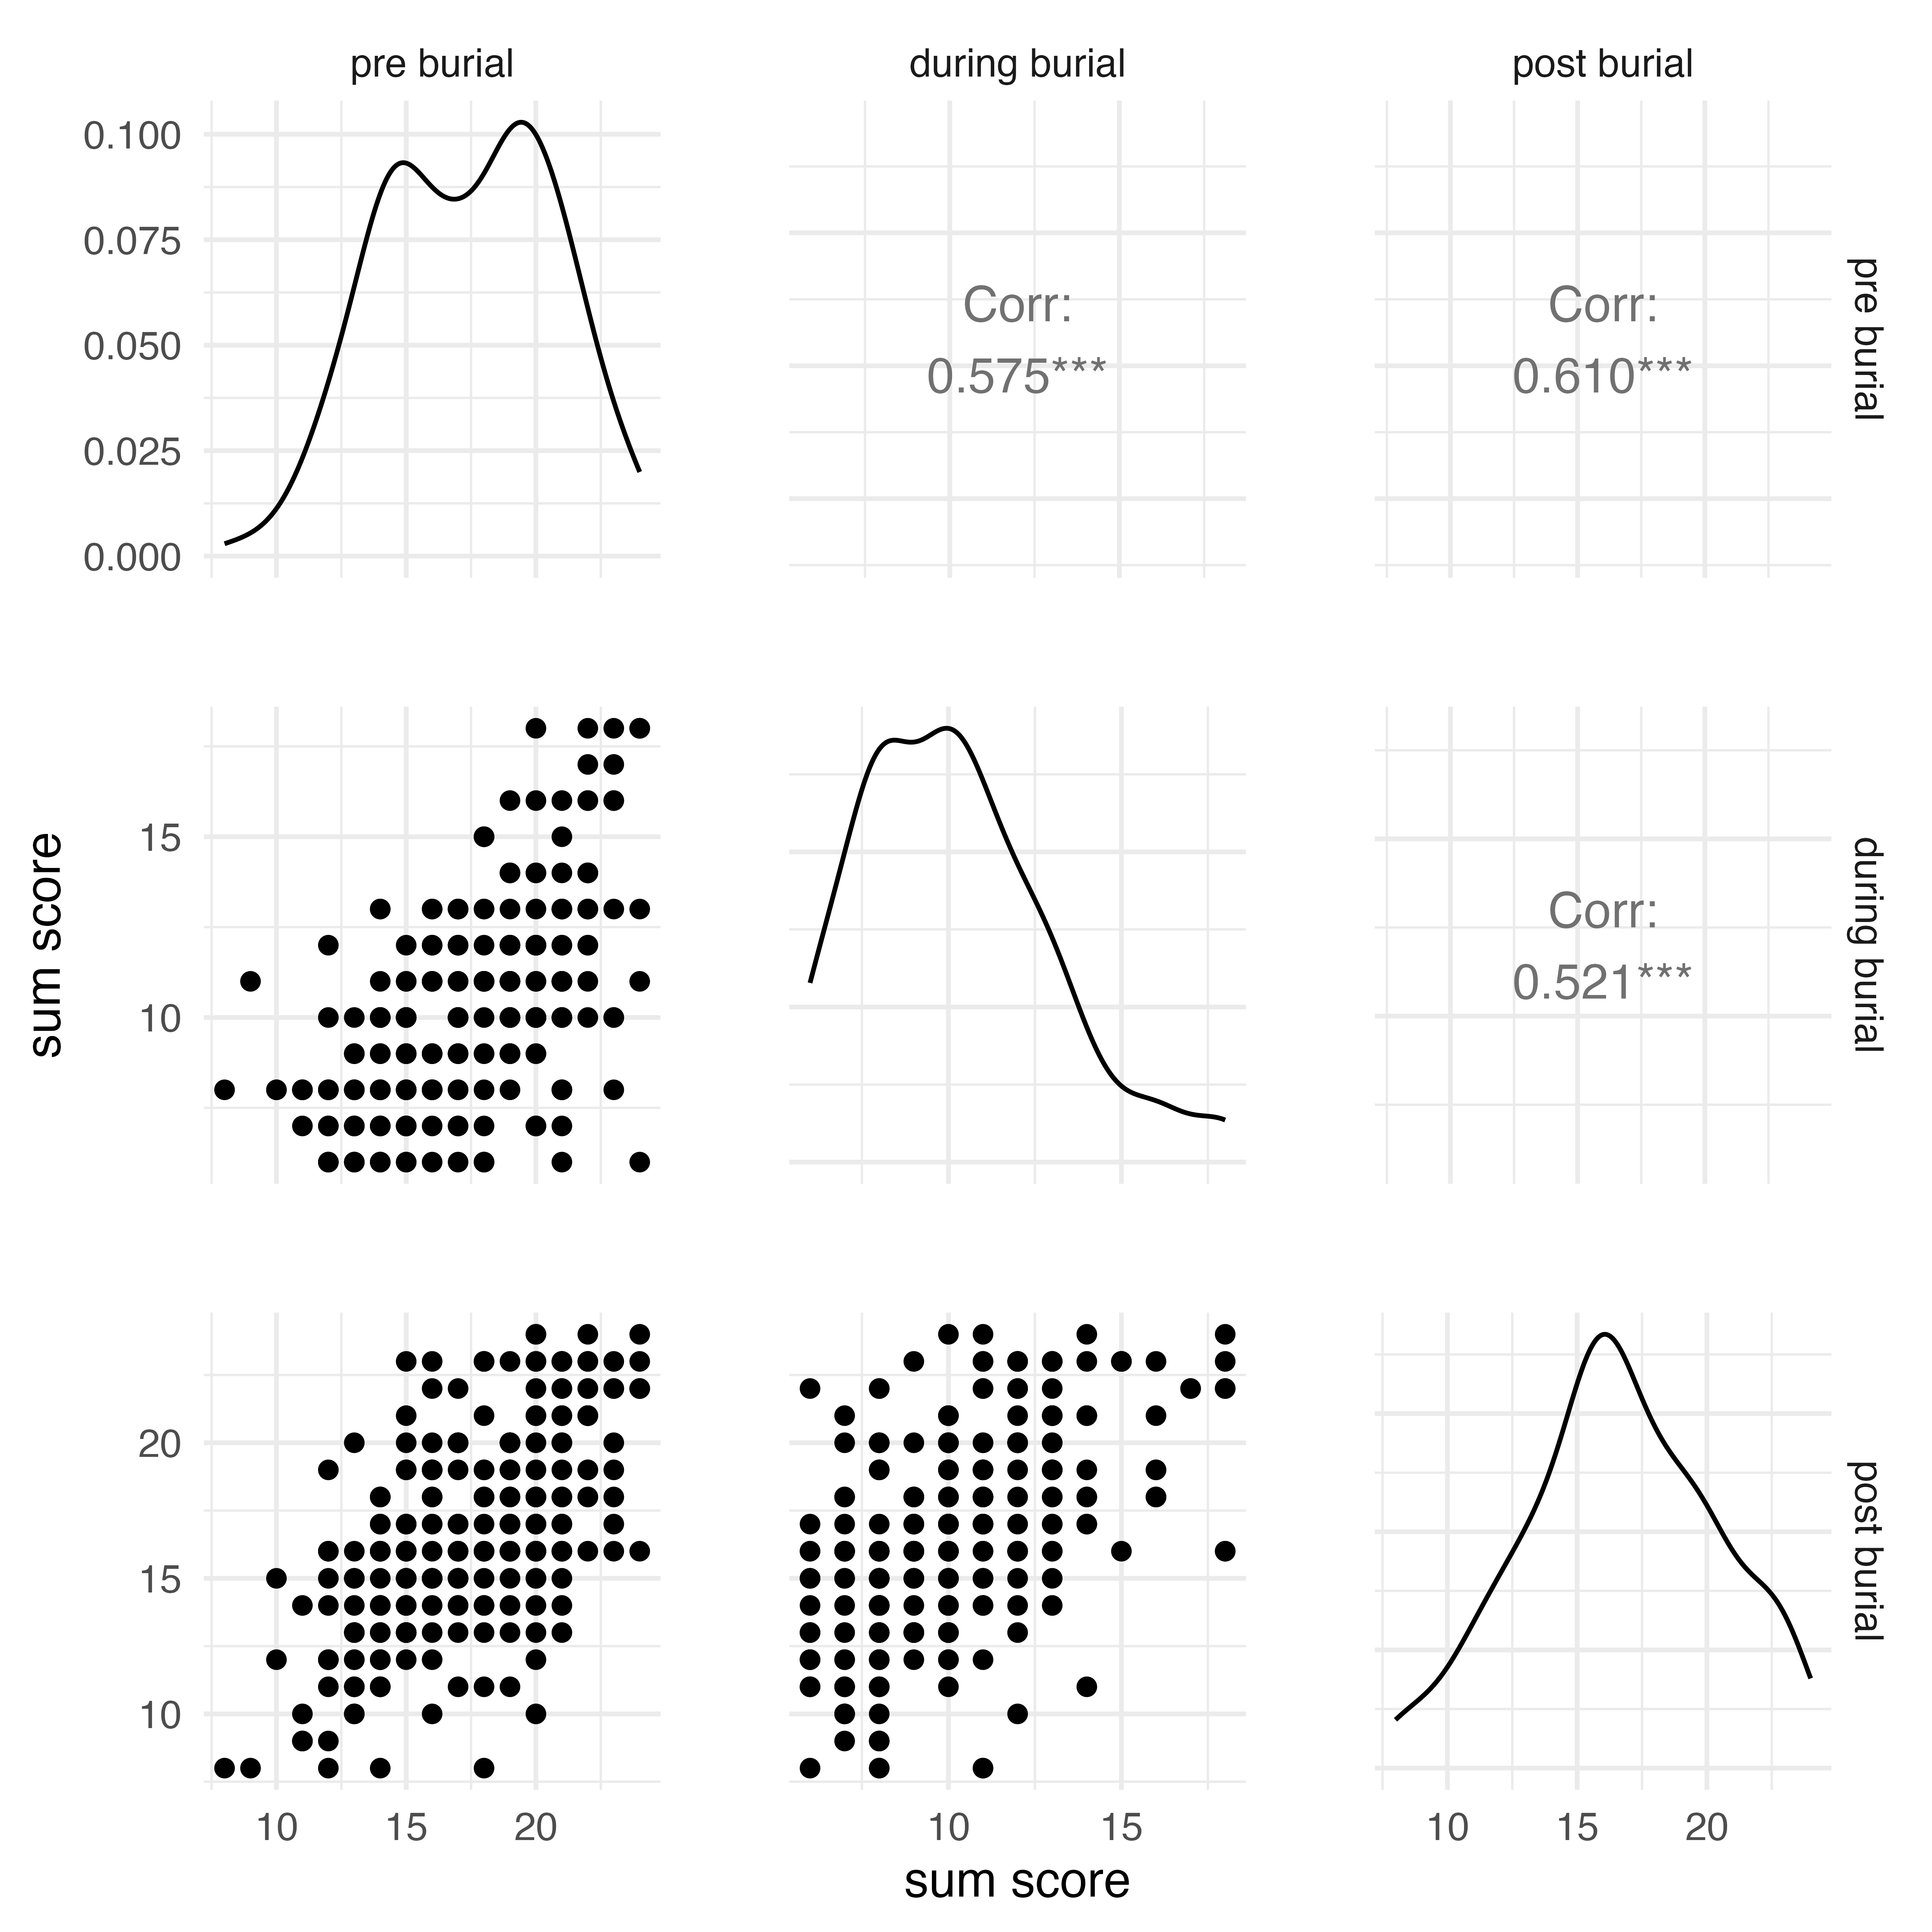 pre burial
during burial
post burial
0.100
0.075
0.050
0.025
0.000
Corr:
0.575***
Corr:
0.610***
pre burial
sum score
15
10
Corr:
0.521***
during burial
20
15
10
post burial
10 15 20
10 15
10 15 20
sum score